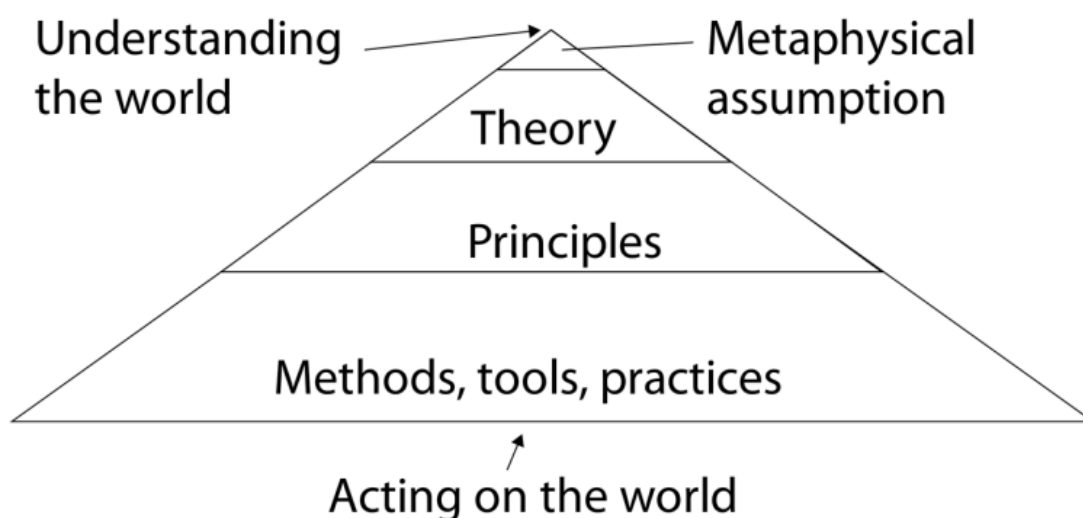 Understanding
the world
Metaphysical
assumption
Theory
Principles
Methods, tools, practices
Acting on the world